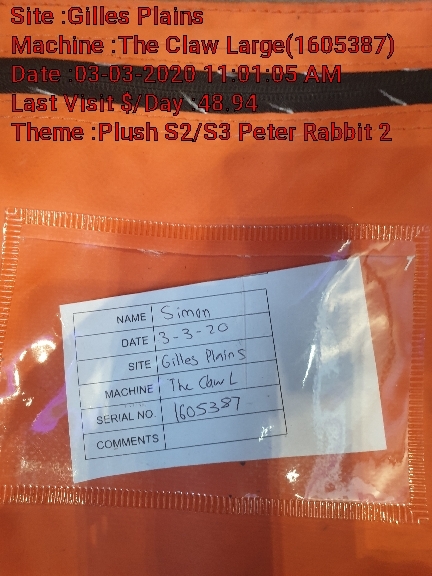 Site :Gilles Plains
Machine :The Claw Large(1605387)
Date :03-03-2020 11:01:05 AM
Last Visit $/Day :48.94
Theme :Plush S2/S3 Peter Rabbit 2
NAME Simon
DATE 3-3-20
SITE Gilles Plains
MACHINE The Claw L
SERIAL NO. 1605387
COMMENTS